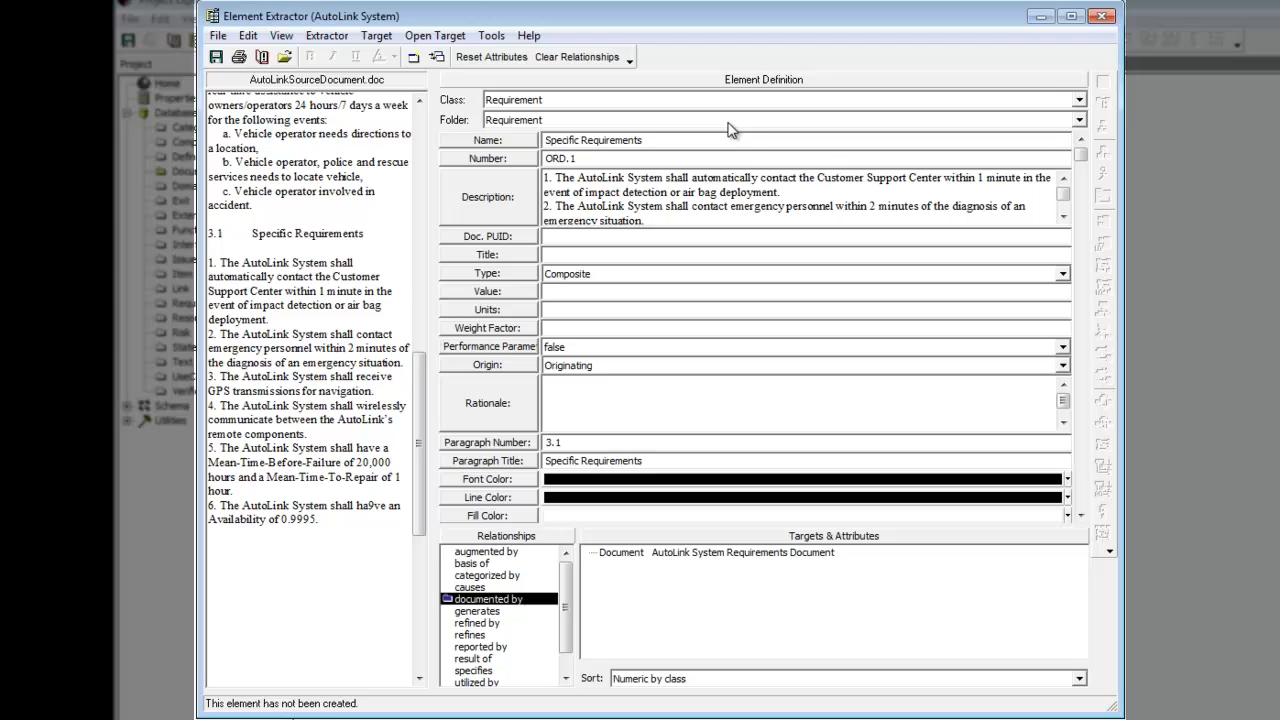 Element Extractor (AutoLink System)
File Edit View Extractor Target Open Target Tools Help
B I U A Reset Attributes Clear Relationships
AutoLinkSourceDocument.doc
owners/operators 24 hours/7 days a week
for the following events:
a. Vehicle operator needs directions to
a location,
b. Vehicle operator, police and rescue
services needs to locate vehicle,
c. Vehicle operator involved in
accident.
3.1 Specific Requirements
1. The AutoLink System shall
automatically contact the Customer
Support Center within 1 minute in the
event of impact detection or air bag
deployment.
2. The AutoLink System shall contact
emergency personnel within 2 minutes of
the diagnosis of an emergency situation.
3. The AutoLink System shall receive
GPS transmissions for navigation.
4. The AutoLink System shall wirelessly
communicate between the AutoLink's
remote components.
5. The AutoLink System shall have a
Mean-Time-Before-Failure of 20,000
hours and a Mean-Time-To-Repair of 1
hour.
6. The AutoLink System shall ha9ve an
Availability of 0.9995.
Element Definition
Class: Requirement
Folder: Requirement
Name: Specific Requirements
Number: ORD.1
Description: 1. The AutoLink System shall automatically contact the Customer Support Center within 1 minute in the
event of impact detection or air bag deployment.
2. The AutoLink System shall contact emergency personnel within 2 minutes of the diagnosis of an
emergency situation.
Doc. PUID:
Title:
Type: Composite
Value:
Units:
Weight Factor:
Performance Parame false
Origin: Originating
Rationale:
Paragraph Number: 3.1
Paragraph Title: Specific Requirements
Font Color:
Line Color:
Fill Color:
Relationships
augmented by
basis of
categorized by
causes
documented by
generates
refined by
refines
reported by
result of
specifies
utilized by
Targets & Attributes
Document AutoLink System Requirements Document
Sort: Numeric by class
This element has not been created.
File Edit
Project
Home
Schema
Utilities